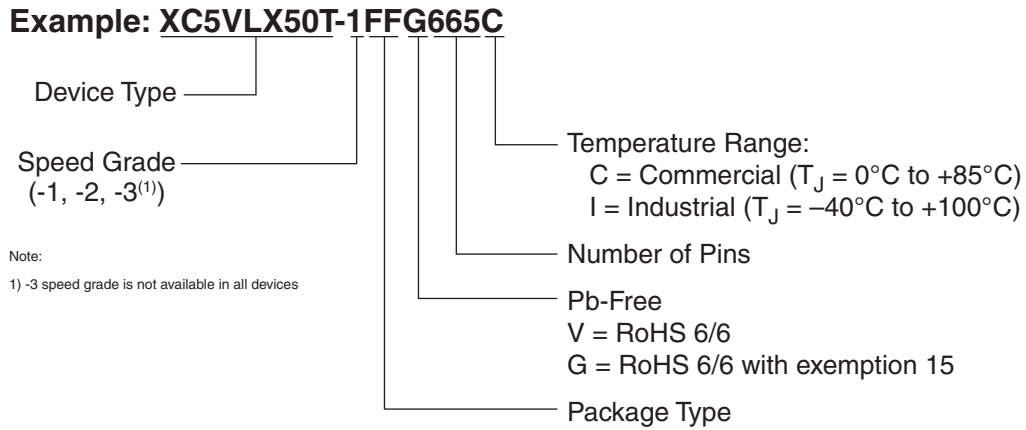 Example: XC5VLX50T-1FFG665C
Device Type
Speed Grade
(-1, -2, -3(1))
Note:
1) -3 speed grade is not available in all devices
Temperature Range:
C = Commercial (TJ = 0°C to +85°C)
I = Industrial (TJ = –40°C to +100°C)
Number of Pins
Pb-Free
V = RoHS 6/6
G = RoHS 6/6 with exemption 15
Package Type